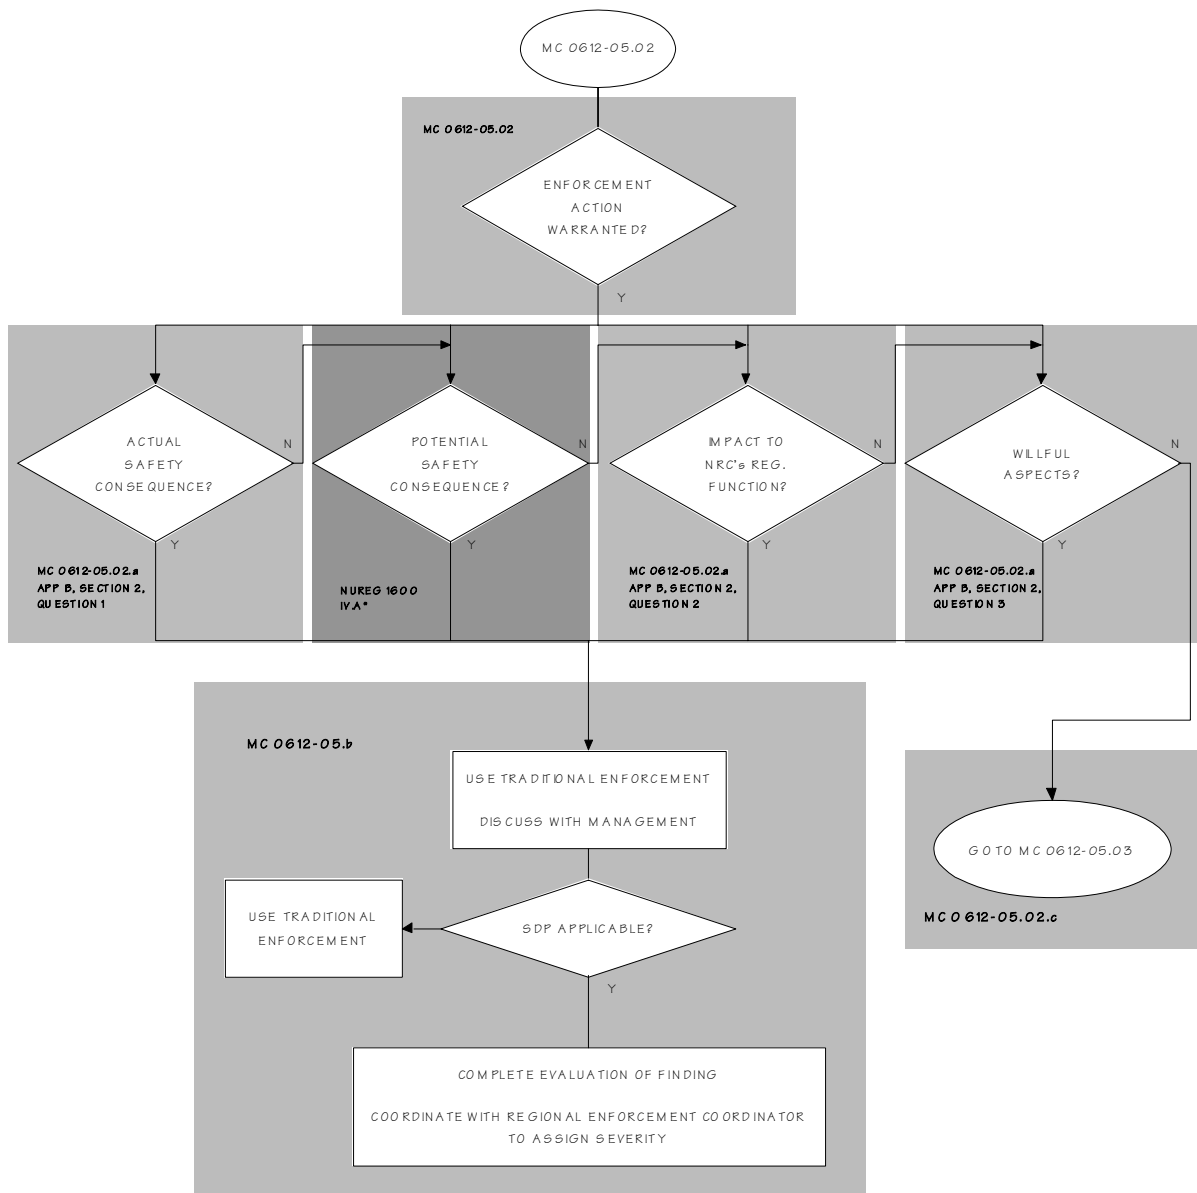 MC 0612-05.02
MC 0612-05.02
ENFORCEMENT
ACTION
WARRANTED?
Y
ACTUAL
SAFETY
CONSEQUENCE?
N
Y
MC 0612-05.02.a
APP B, SECTION 2,
QUESTION 1
POTENTIAL
SAFETY
CONSEQUENCE?
N
Y
NUREG 1600
IV.A*
IMPACT TO
NRC's REG.
FUNCTION?
N
Y
MC 0612-05.02.a
APP B, SECTION 2,
QUESTION 2
WILLFUL
ASPECTS?
N
Y
MC 0612-05.02.a
APP B, SECTION 2,
QUESTION 3
MC 0612-05.b
USE TRADITIONAL ENFORCEMENT
DISCUSS WITH MANAGEMENT
USE TRADITIONAL
ENFORCEMENT
SDP APPLICABLE?
Y
COMPLETE EVALUATION OF FINDING
COORDINATE WITH REGIONAL ENFORCEMENT COORDINATOR
TO ASSIGN SEVERITY
GO TO MC 0612-05.03
MC 0612-05.02.c